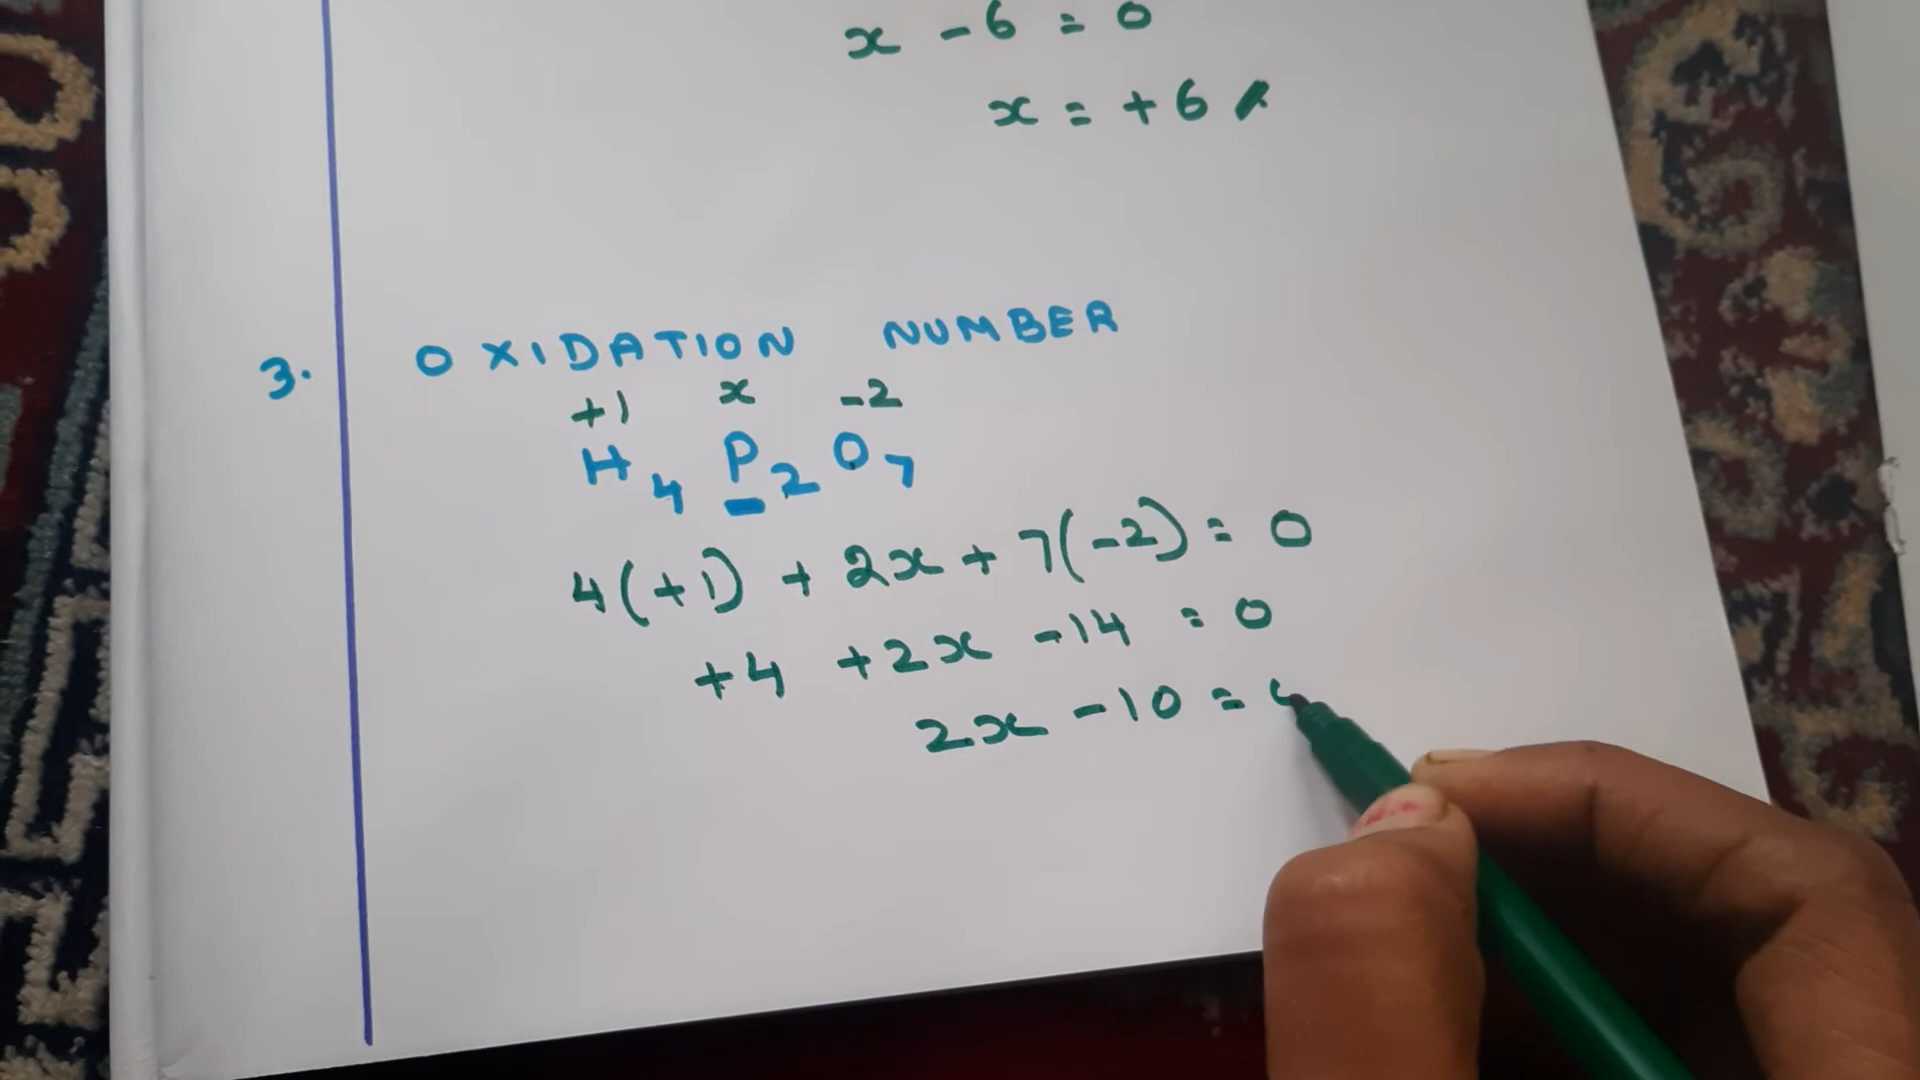 x - 6 = 0
x = +6
3. OXIDATION NUMBER
+1 x -2
H4 P2 O7
4(+1) + 2x + 7(-2) = 0
+4 +2x -14 = 0
2x -10 =